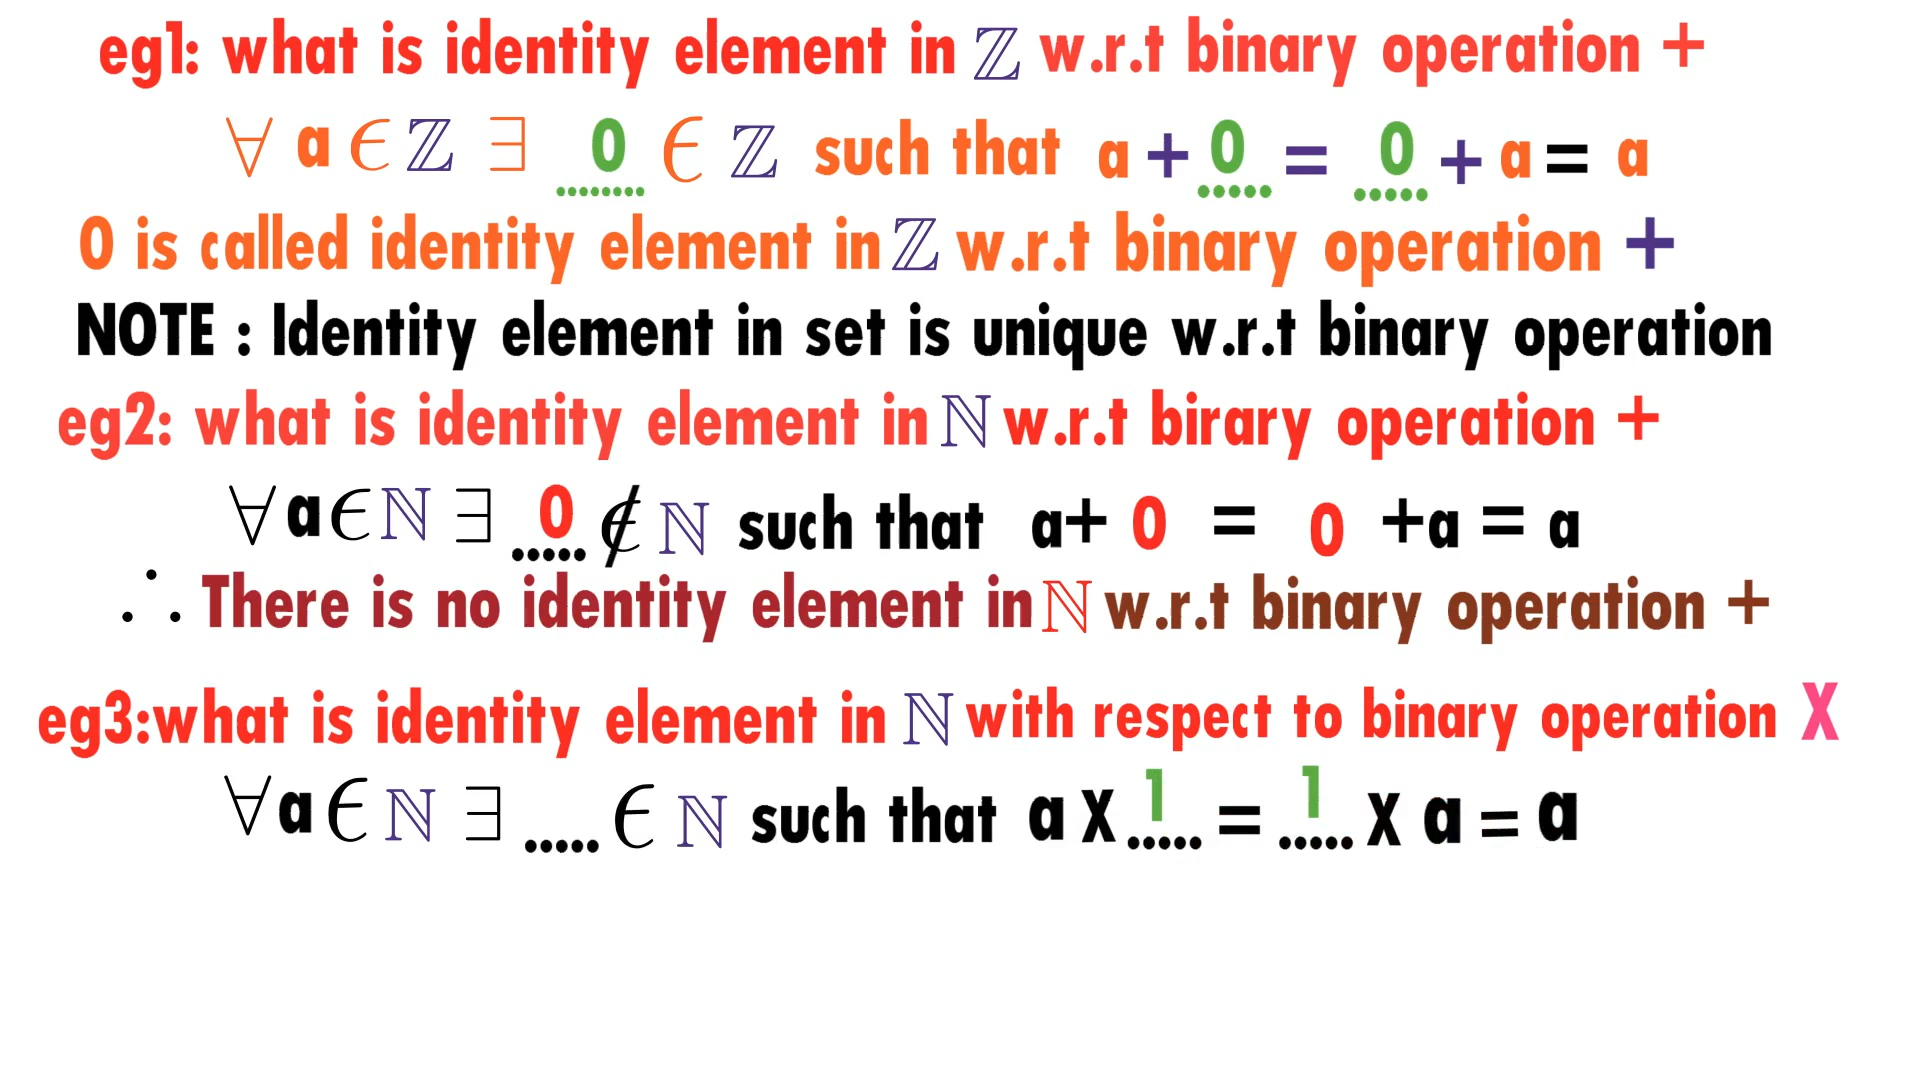 eg1: what is identity element in ℤ w.r.t binary operation +
∀ a ∈ ℤ ∃ 0 ∈ ℤ such that a + 0 = 0 + a = a
0 is called identity element in ℤ w.r.t binary operation +
NOTE : Identity element in set is unique w.r.t binary operation
eg2: what is identity element in ℕ w.r.t birary operation +
∀ a ∈ ℕ ∃ 0 ∉ ℕ such that a+ 0 = 0 +a = a
∴ There is no identity element in ℕ w.r.t binary operation +
eg3:what is identity element in ℕ with respect to binary operation X
∀ a ∈ ℕ ∃ ..... ∈ ℕ such that a X 1 = 1 X a = a